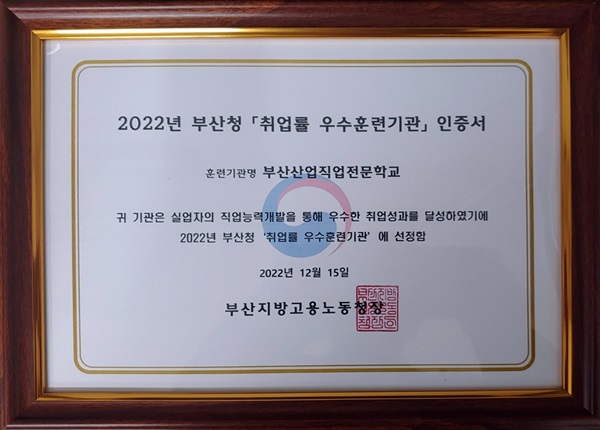 2022년 부산청 「취업률 우수훈련기관」 인증서
훈련기관명 부산산업직업전문학교
귀 기관은 실업자의 직업능력개발을 통해 우수한 취업성과를 달성하였기에
2022년 부산청 ‘취업률 우수훈련기관’ 에 선정함
2022년 12월 15일
부산지방고용노동청장